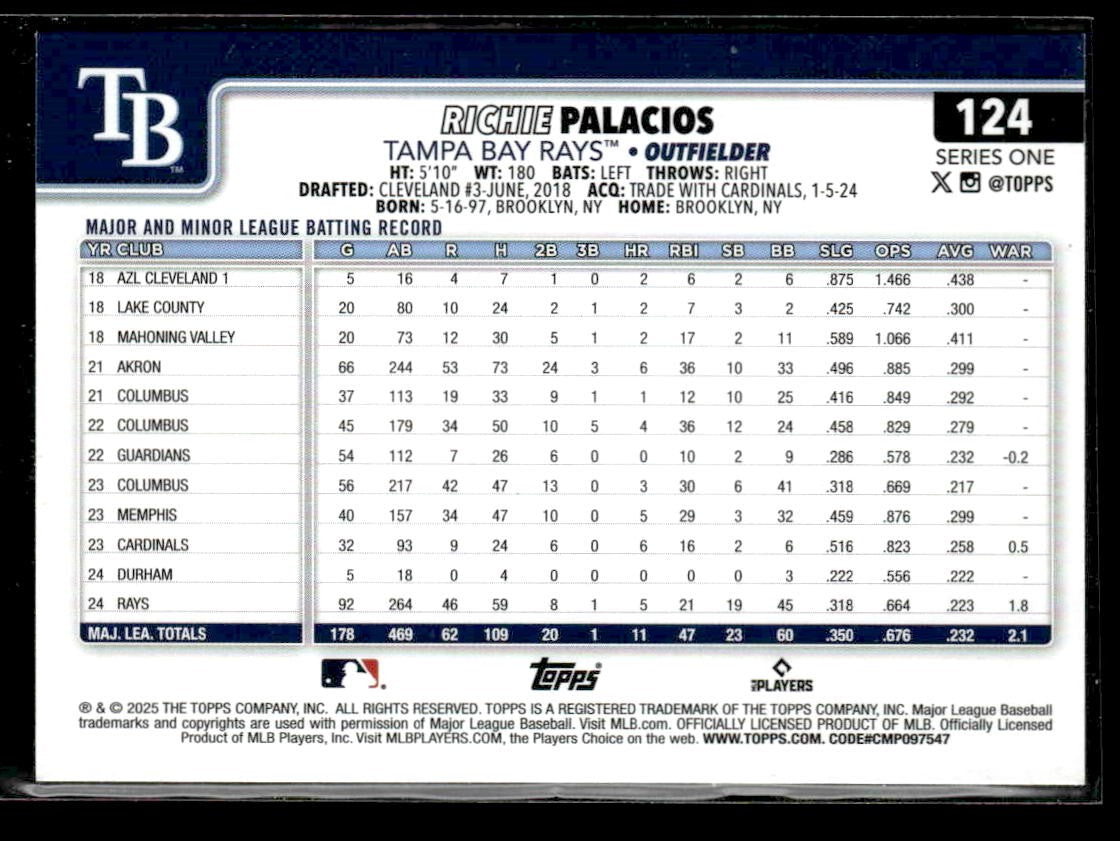 TB™
RICHIE PALACIOS
124
TAMPA BAY RAYS™ • OUTFIELDER
SERIES ONE
HT: 5'10" WT: 180 BATS: LEFT THROWS: RIGHT
@TOPPS
DRAFTED: CLEVELAND #3-JUNE, 2018 ACQ: TRADE WITH CARDINALS, 1-5-24
BORN: 5-16-97, BROOKLYN, NY HOME: BROOKLYN, NY
MAJOR AND MINOR LEAGUE BATTING RECORD
YR CLUB G AB R H 2B 3B HR RBI SB BB SLG OPS AVG WAR
18 AZL CLEVELAND 1 5 16 4 7 1 0 2 6 2 6 .875 1.466 .438 -
18 LAKE COUNTY 20 80 10 24 2 1 2 7 3 2 .425 .742 .300 -
18 MAHONING VALLEY 20 73 12 30 5 1 2 17 2 11 .589 1.066 .411 -
21 AKRON 66 244 53 73 24 3 6 36 10 33 .496 .885 .299 -
21 COLUMBUS 37 113 19 33 9 1 1 12 10 25 .416 .849 .292 -
22 COLUMBUS 45 179 34 50 10 5 4 36 12 24 .458 .829 .279 -
22 GUARDIANS 54 112 7 26 6 0 0 10 2 9 .286 .578 .232 -0.2
23 COLUMBUS 56 217 42 47 13 0 3 30 6 41 .318 .669 .217 -
23 MEMPHIS 40 157 34 47 10 0 5 29 3 32 .459 .876 .299 -
23 CARDINALS 32 93 9 24 6 0 6 16 2 6 .516 .823 .258 0.5
24 DURHAM 5 18 0 4 0 0 0 0 0 3 .222 .556 .222 -
24 RAYS 92 264 46 59 8 1 5 21 19 45 .318 .664 .223 1.8
MAJ. LEA. TOTALS 178 469 62 109 20 1 11 47 23 60 .350 .676 .232 2.1
topps® PLAYERS
® & © 2025 THE TOPPS COMPANY, INC. ALL RIGHTS RESERVED. TOPPS IS A REGISTERED TRADEMARK OF THE TOPPS COMPANY, INC. Major League Baseball
trademarks and copyrights are used with permission of Major League Baseball. Visit MLB.com. OFFICIALLY LICENSED PRODUCT OF MLB. Officially Licensed
Product of MLB Players, Inc. Visit MLBPLAYERS.COM, the Players Choice on the web. WWW.TOPPS.COM. CODE#CMP097547